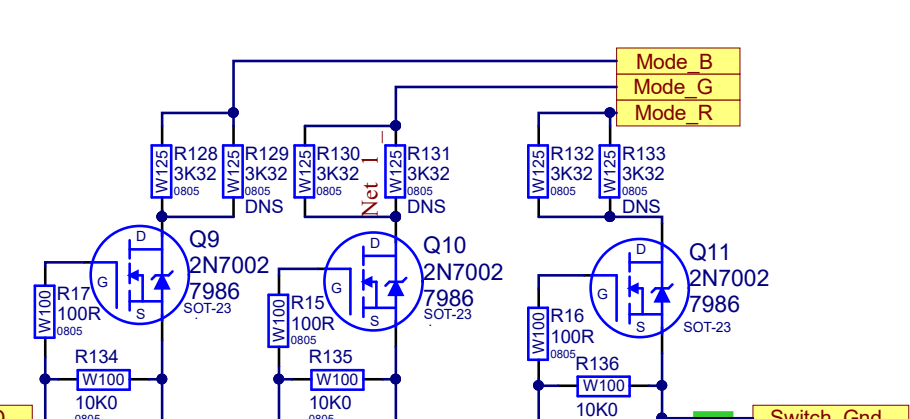 Mode_B
Mode_G
Mode_R
W125 R128 3K32 0805
W125 R129 3K32 0805 DNS
W125 R130 3K32 0805
Net_1_
W125 R131 3K32 0805 DNS
W125 R132 3K32 0805
W125 R133 3K32 0805 DNS
D G S
Q9
2N7002
7986
SOT-23
D G S
Q10
2N7002
7986
SOT-23
D G S
Q11
2N7002
7986
SOT-23
W100 R17 100R 0805
W100 R15 100R 0805
W100 R16 100R 0805
R134
W100
10K0
0805
R135
W100
10K0
0805
R136
W100
10K0
Switch_Gnd